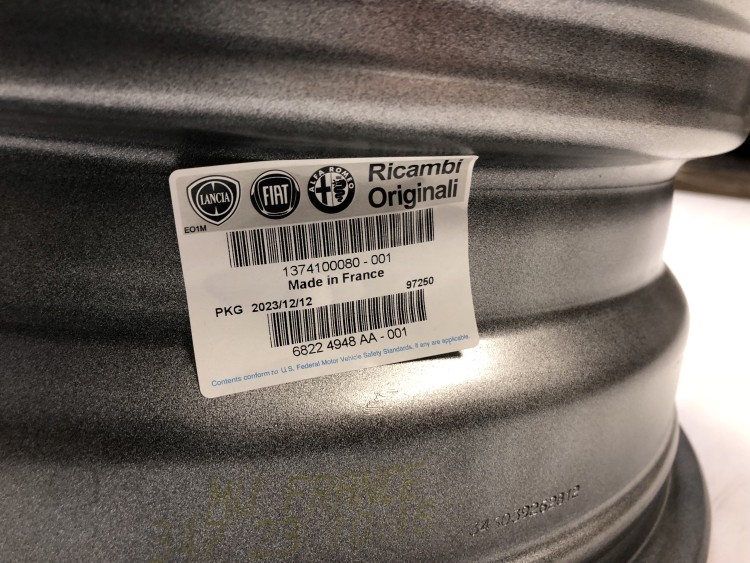 LANCIA
FIAT
ALFA ROMEO
Ricambi
Originali
EO1M
1374100080 - 001
Made in France
97250
PKG 2023/12/12
6822 4948 AA - 001
Contents conform to U.S. Federal Motor Vehicle Safety Standards, if any are applicable.
FRANCE